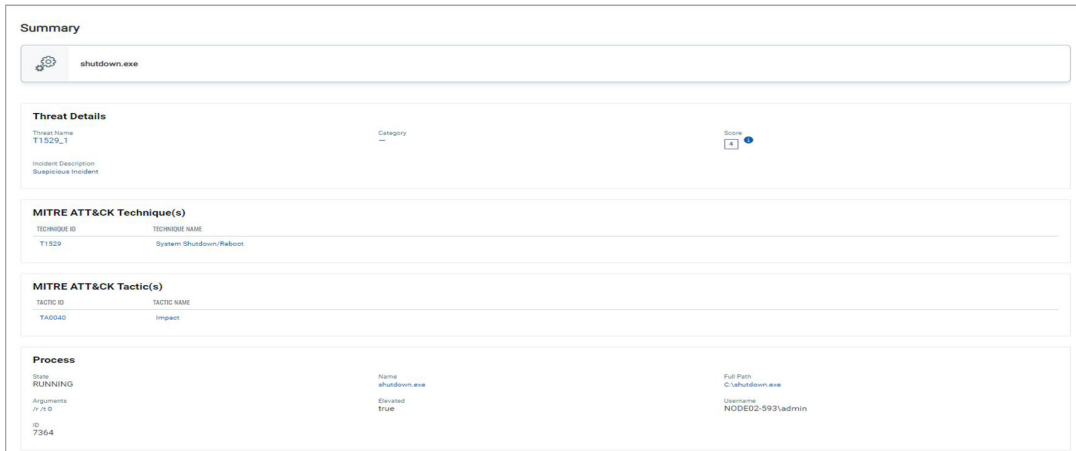 Summary
shutdown.exe
Threat Details
Threat Name Category Score
T1529_1 — 4
Incident Description
Suspicious Incident
MITRE ATT&CK Technique(s)
TECHNIQUE ID TECHNIQUE NAME
T1529 System Shutdown/Reboot
MITRE ATT&CK Tactic(s)
TACTIC ID TACTIC NAME
TA0040 Impact
Process
State Name Full Path
RUNNING shutdown.exe C:\shutdown.exe
Arguments Elevated Username
/r /t 0 true NODE02-593\admin
ID
7364